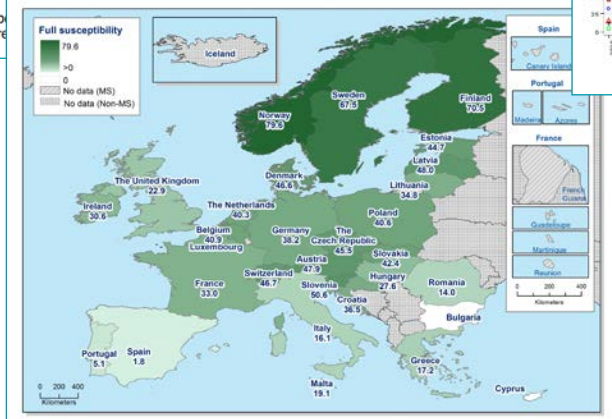 Full susceptibility
79.6
>0
0
No data (MS)
No data (Non-MS)
Iceland
Spain
Canary Island
Portugal
Madeira
Azores
France
French
Guiana
Guadeloupe
Martinique
Reunion
0 200 400
Kilometers
Norway
79.6
Sweden
67.5
Finland
70.5
Estonia
44.7
Latvia
48.0
Lithuania
34.8
Denmark
46.6
The United Kingdom
22.9
Ireland
30.6
The Netherlands
40.3
Belgium
40.9
Luxembourg
Germany
38.2
Poland
40.6
The
Czech Republic
45.5
Slovakia
42.4
Austria
47.9
Hungary
27.6
Switzerland
46.7
Slovenia
50.6
Croatia
36.5
Romania
14.0
Bulgaria
France
33.0
Italy
16.1
Portugal
5.1
Spain
1.8
Malta
19.1
Greece
17.2
Cyprus
0 200 400
Kilometers